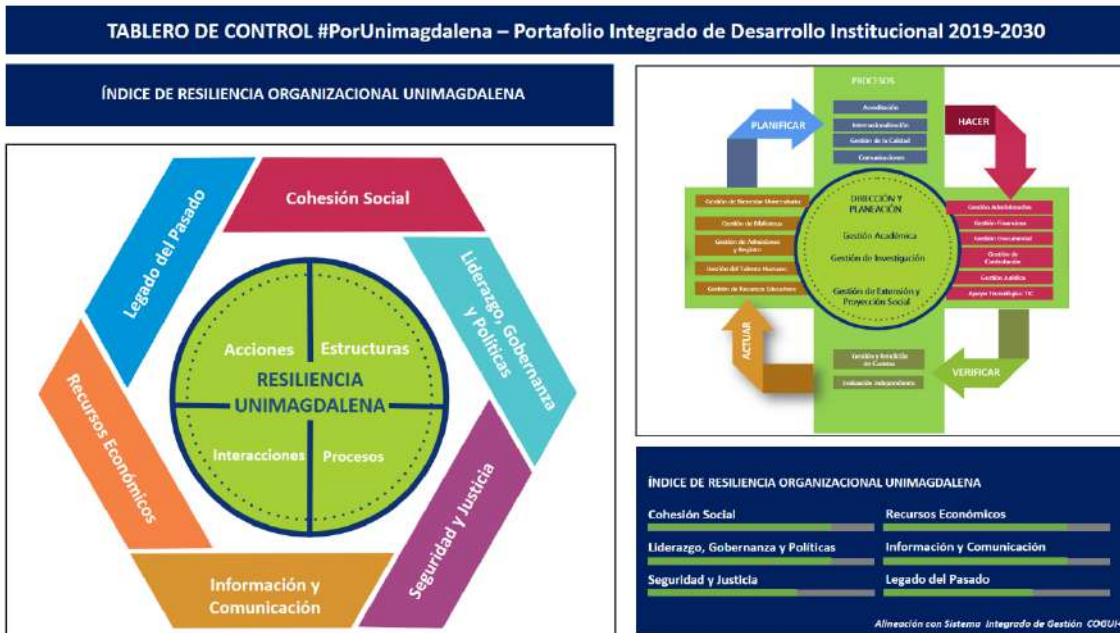 TABLERO DE CONTROL #PorUnimagdalena – Portafolio Integrado de Desarrollo Institucional 2019-2030
ÍNDICE DE RESILIENCIA ORGANIZACIONAL UNIMAGDALENA
Cohesión Social
Legado del Pasado
Liderazgo, Gobernanza
y Políticas
Acciones
Estructuras
RESILIENCIA
UNIMAGDALENA
Interacciones
Procesos
Recursos Económicos
Seguridad y Justicia
Información y
Comunicación
PROCESOS
PLANIFICAR
HACER
Acreditación
Internacionalización
Gestión de la Calidad
Comunicaciones
Gestión de Bienestar Universitario
Gestión de Biblioteca
Gestión de Admisiones
y Registro
Gestión del Talento Humano
Gestión de Recursos Educativos
DIRECCIÓN Y
PLANEACIÓN
Gestión Académica
Gestión de Investigación
Gestión de Extensión y
Proyección Social
Gestión Administrativa
Gestión Financiera
Gestión Documental
Gestión de
Contratación
Gestión Jurídica
Apoyo Tecnológico TIC
ACTUAR
VERIFICAR
Gestión y Rendición
de Cuentas
Evaluación Independiente
ÍNDICE DE RESILIENCIA ORGANIZACIONAL UNIMAGDALENA
Cohesión Social
Recursos Económicos
Liderazgo, Gobernanza y Políticas
Información y Comunicación
Seguridad y Justicia
Legado del Pasado
Alineación con Sistema Integrado de Gestión COGUI+